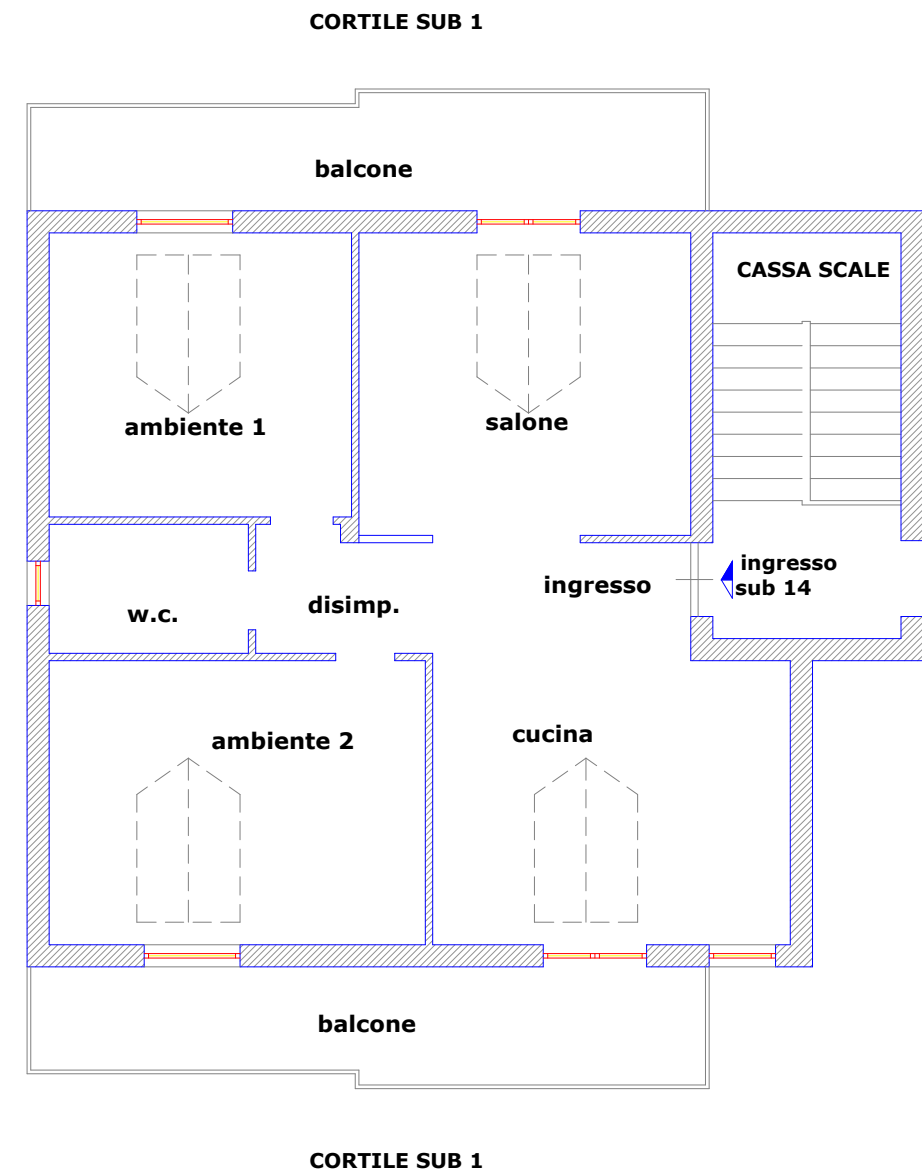 CORTILE SUB 1
balcone
CASSA SCALE
ambiente 1
salone
ingresso
ingresso
sub 14
disimp.
w.c.
ambiente 2
cucina
balcone
CORTILE SUB 1